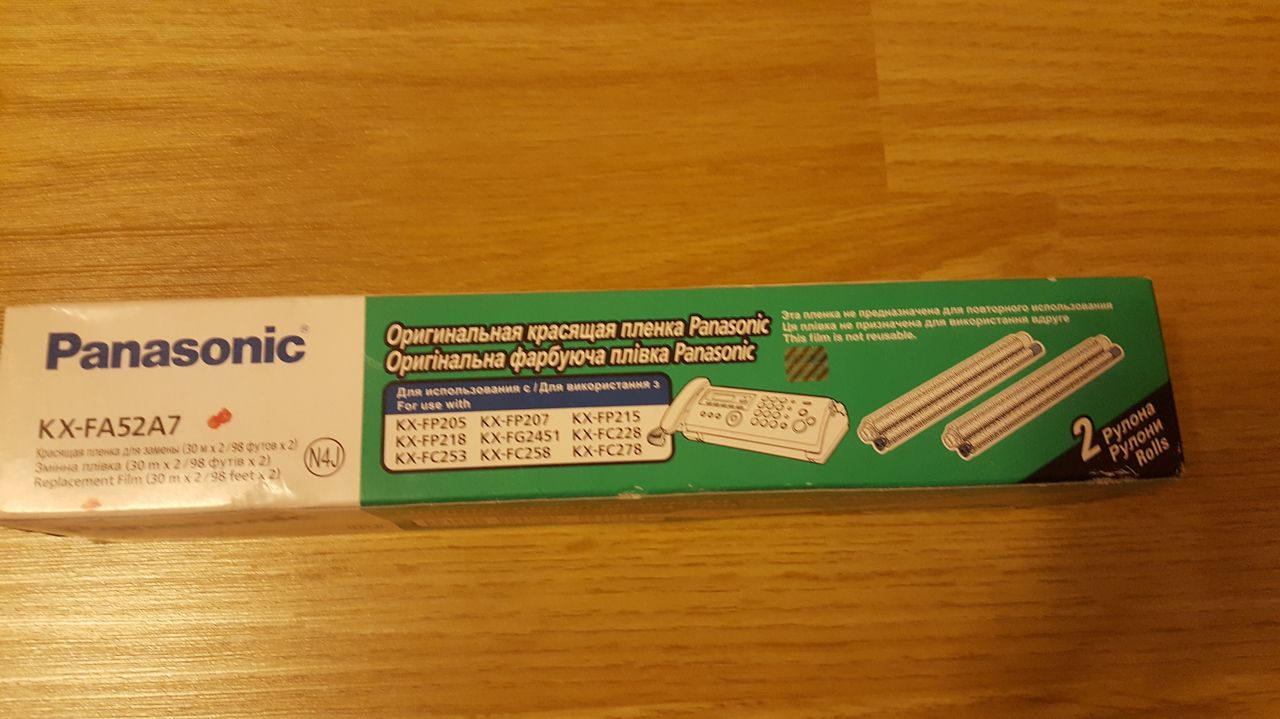 Panasonic®
KX-FA52A7
Красящая пленка для замены (30 m x 2 / 98 футов x 2)
Змінна плівка (30 m x 2 / 98 футів x 2)
Replacement Film (30 m x 2 / 98 feet x 2)
N4J
Оригинальная красящая пленка Panasonic
Оригінальна фарбуюча плівка Panasonic
Для использования с / Для використання з
For use with
KX-FP205 KX-FP207 KX-FP215
KX-FP218 KX-FG2451 KX-FC228
KX-FC253 KX-FC258 KX-FC278
Эта пленка не предназначена для повторного использования
Ця плівка не призначена для використання вдруге
This film is not reusable.
2 Рулона
Рулони
Rolls